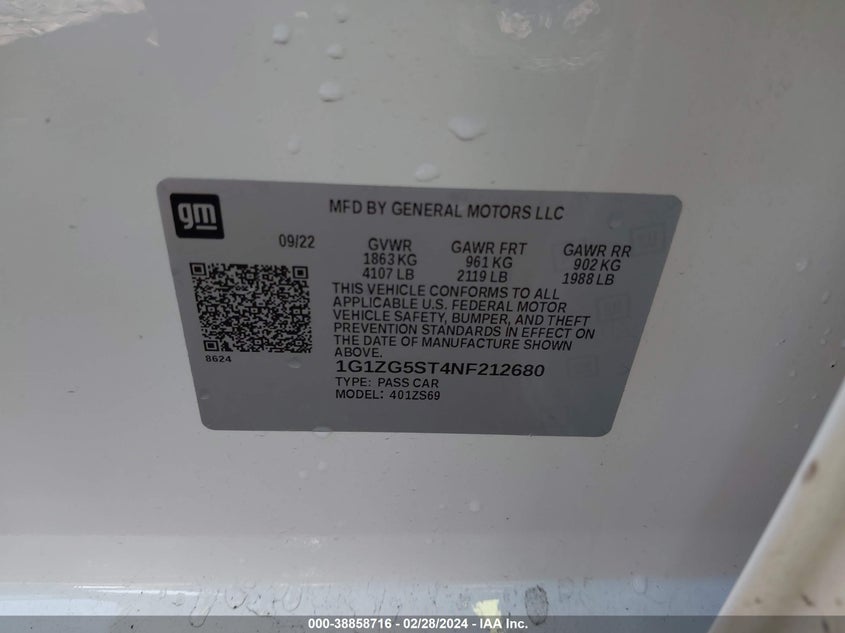 gm
MFD BY GENERAL MOTORS LLC
09/22
GVWR GAWR FRT GAWR RR
1863 KG 961 KG 902 KG
4107 LB 2119 LB 1988 LB
THIS VEHICLE CONFORMS TO ALL
APPLICABLE U.S. FEDERAL MOTOR
VEHICLE SAFETY, BUMPER, AND THEFT
PREVENTION STANDARDS IN EFFECT ON
THE DATE OF MANUFACTURE SHOWN
ABOVE.
8624
1G1ZG5ST4NF212680
TYPE: PASS CAR
MODEL: 401ZS69
000-38858716 - 02/28/2024 - IAA Inc.